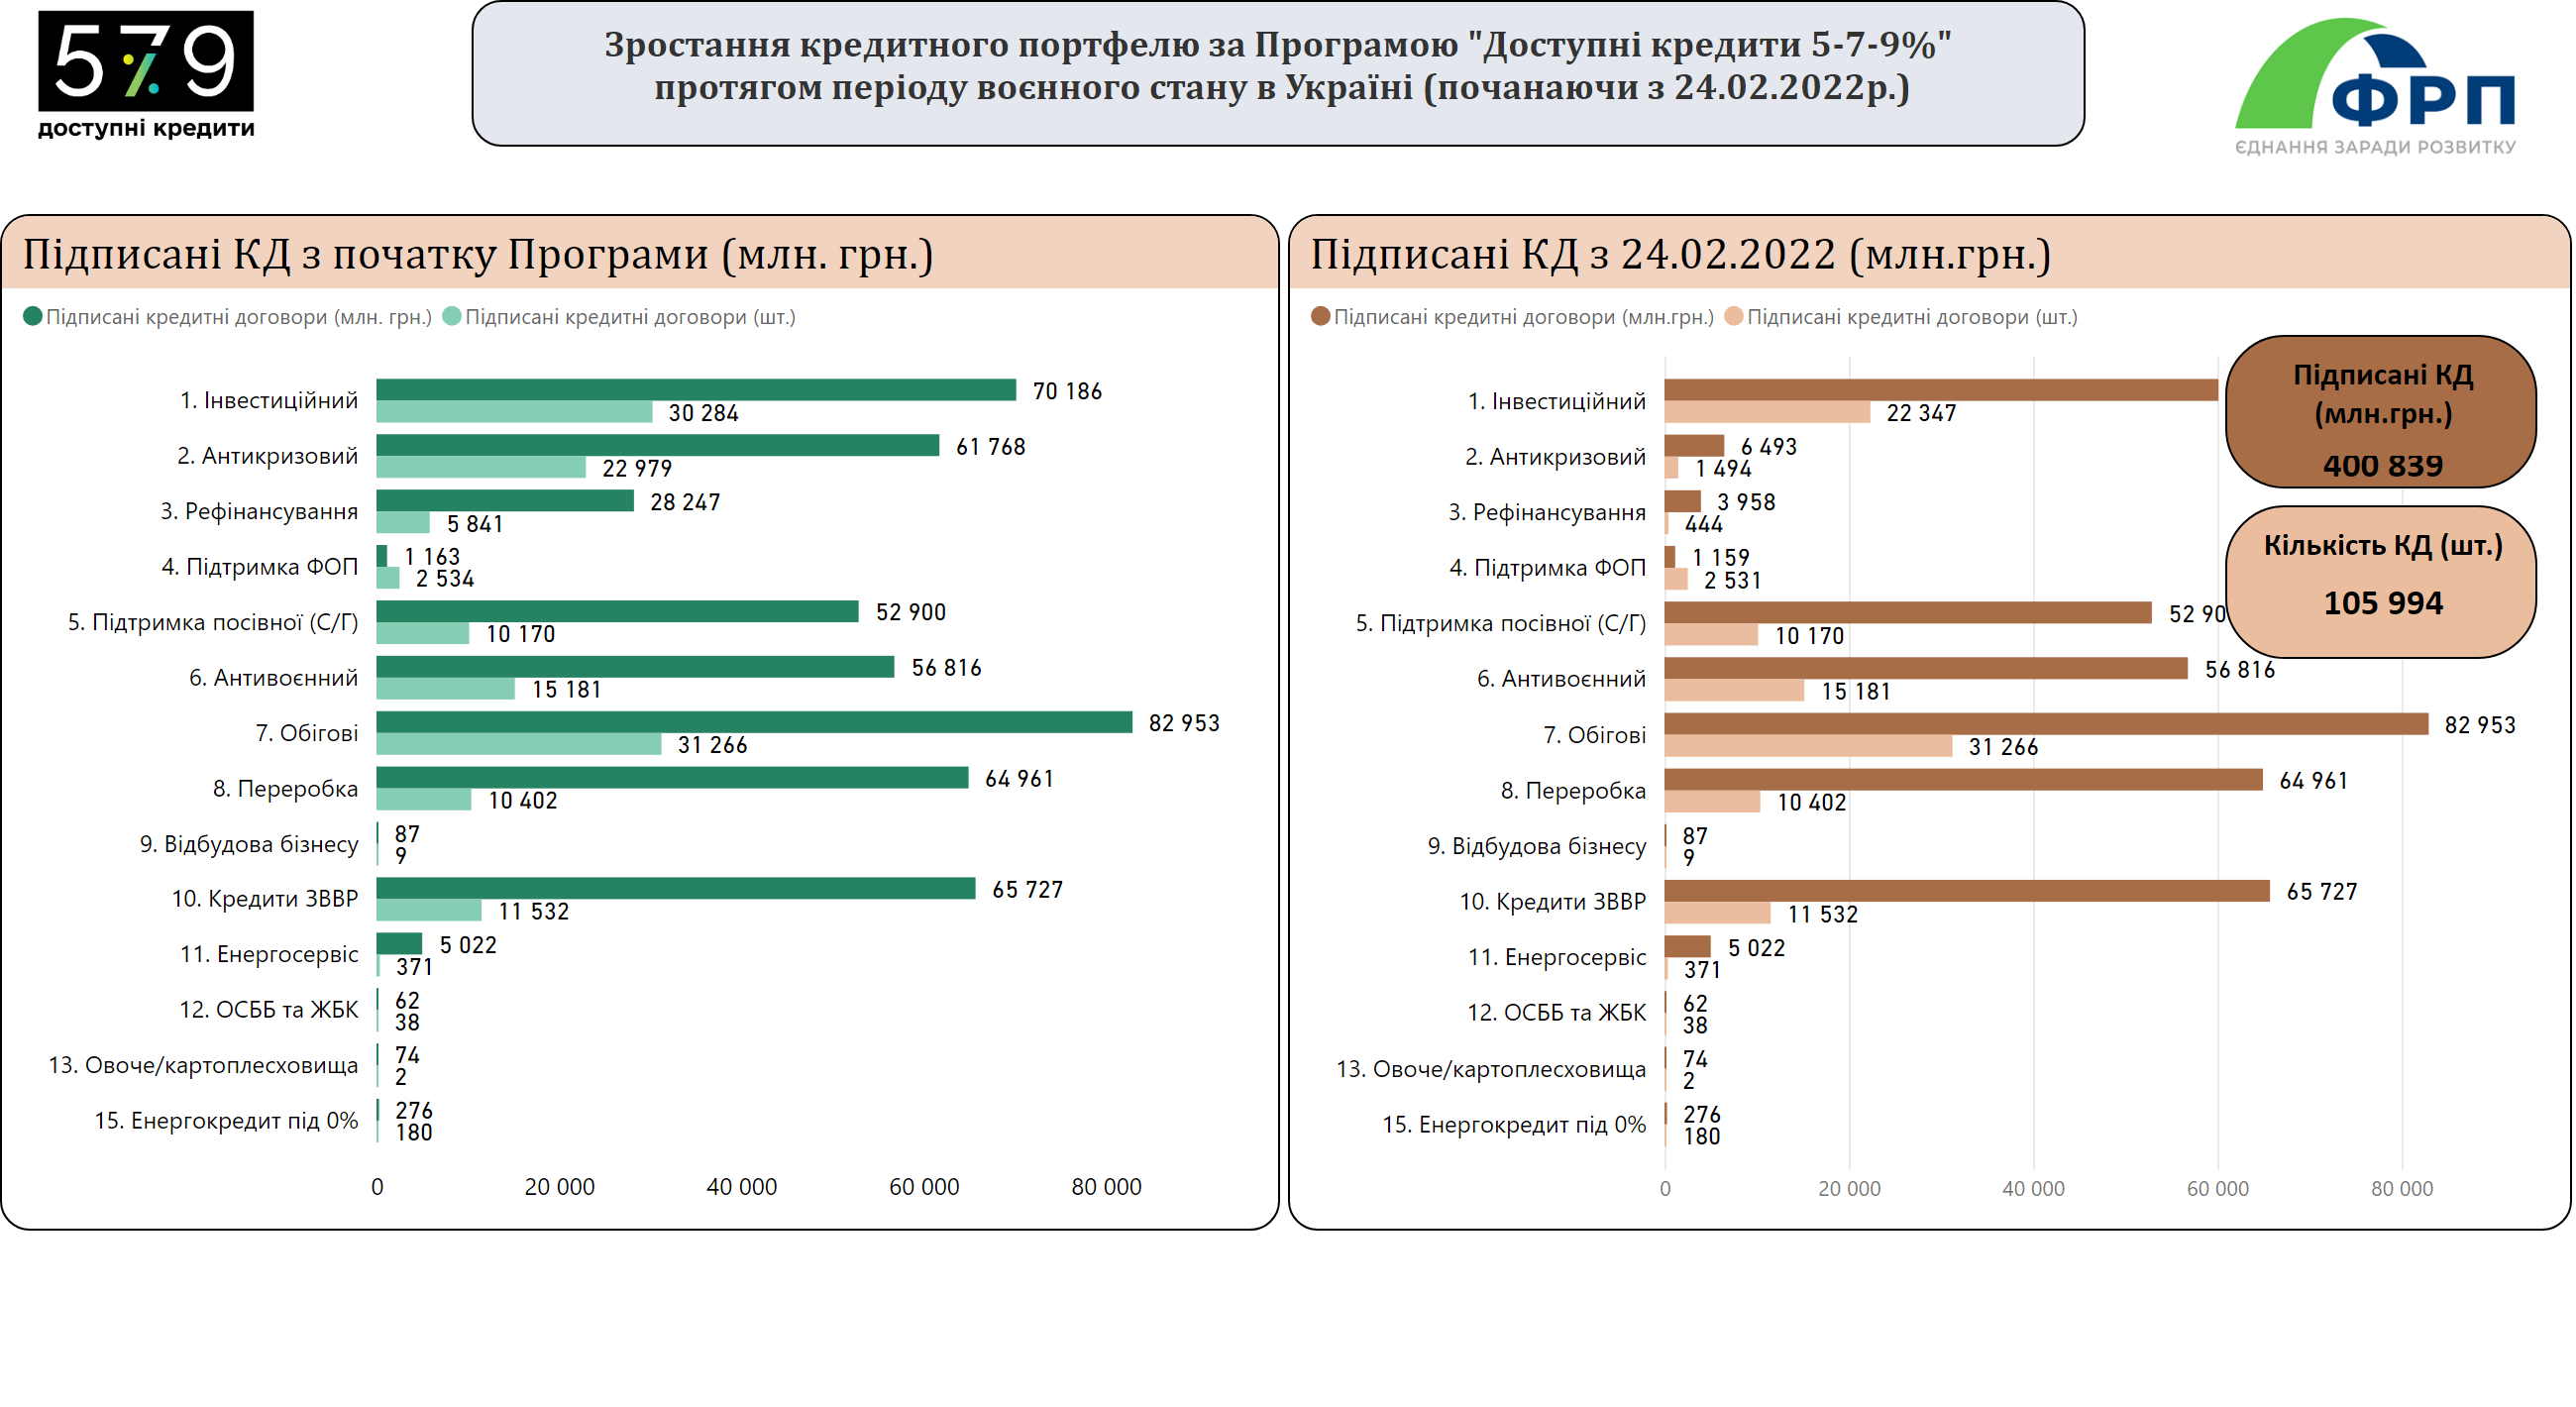 579
доступні кредити
Зростання кредитного портфелю за Програмою "Доступні кредити 5-7-9%"
протягом періоду воєнного стану в Україні (починаючи з 24.02.2022р.)
ФРП
ЄДНАННЯ ЗАРАДИ РОЗВИТКУ
Підписані КД з початку Програми (млн. грн.)
Підписані кредитні договори (млн. грн.) Підписані кредитні договори (шт.)
1. Інвестиційний 70 186
30 284
2. Антикризовий 61 768
22 979
3. Рефінансування 28 247
5 841
4. Підтримка ФОП 1 163
2 534
5. Підтримка посівної (С/Г) 52 900
10 170
6. Антивоєнний 56 816
15 181
7. Обігові 82 953
31 266
8. Переробка 64 961
10 402
9. Відбудова бізнесу 87
9
10. Кредити ЗВВР 65 727
11 532
11. Енергосервіс 5 022
371
12. ОСББ та ЖБК 62
38
13. Овоче/картоплесховища 74
2
15. Енергокредит під 0% 276
180
0 20 000 40 000 60 000 80 000
Підписані КД з 24.02.2022 (млн.грн.)
Підписані кредитні договори (млн.грн.) Підписані кредитні договори (шт.)
Підписані КД
(млн.грн.)
400 839
Кількість КД (шт.)
105 994
1. Інвестиційний
22 347
2. Антикризовий 6 493
1 494
3. Рефінансування 3 958
444
4. Підтримка ФОП 1 159
2 531
5. Підтримка посівної (С/Г) 52 90
10 170
6. Антивоєнний 56 816
15 181
7. Обігові 82 953
31 266
8. Переробка 64 961
10 402
9. Відбудова бізнесу 87
9
10. Кредити ЗВВР 65 727
11 532
11. Енергосервіс 5 022
371
12. ОСББ та ЖБК 62
38
13. Овоче/картоплесховища 74
2
15. Енергокредит під 0% 276
180
0 20 000 40 000 60 000 80 000